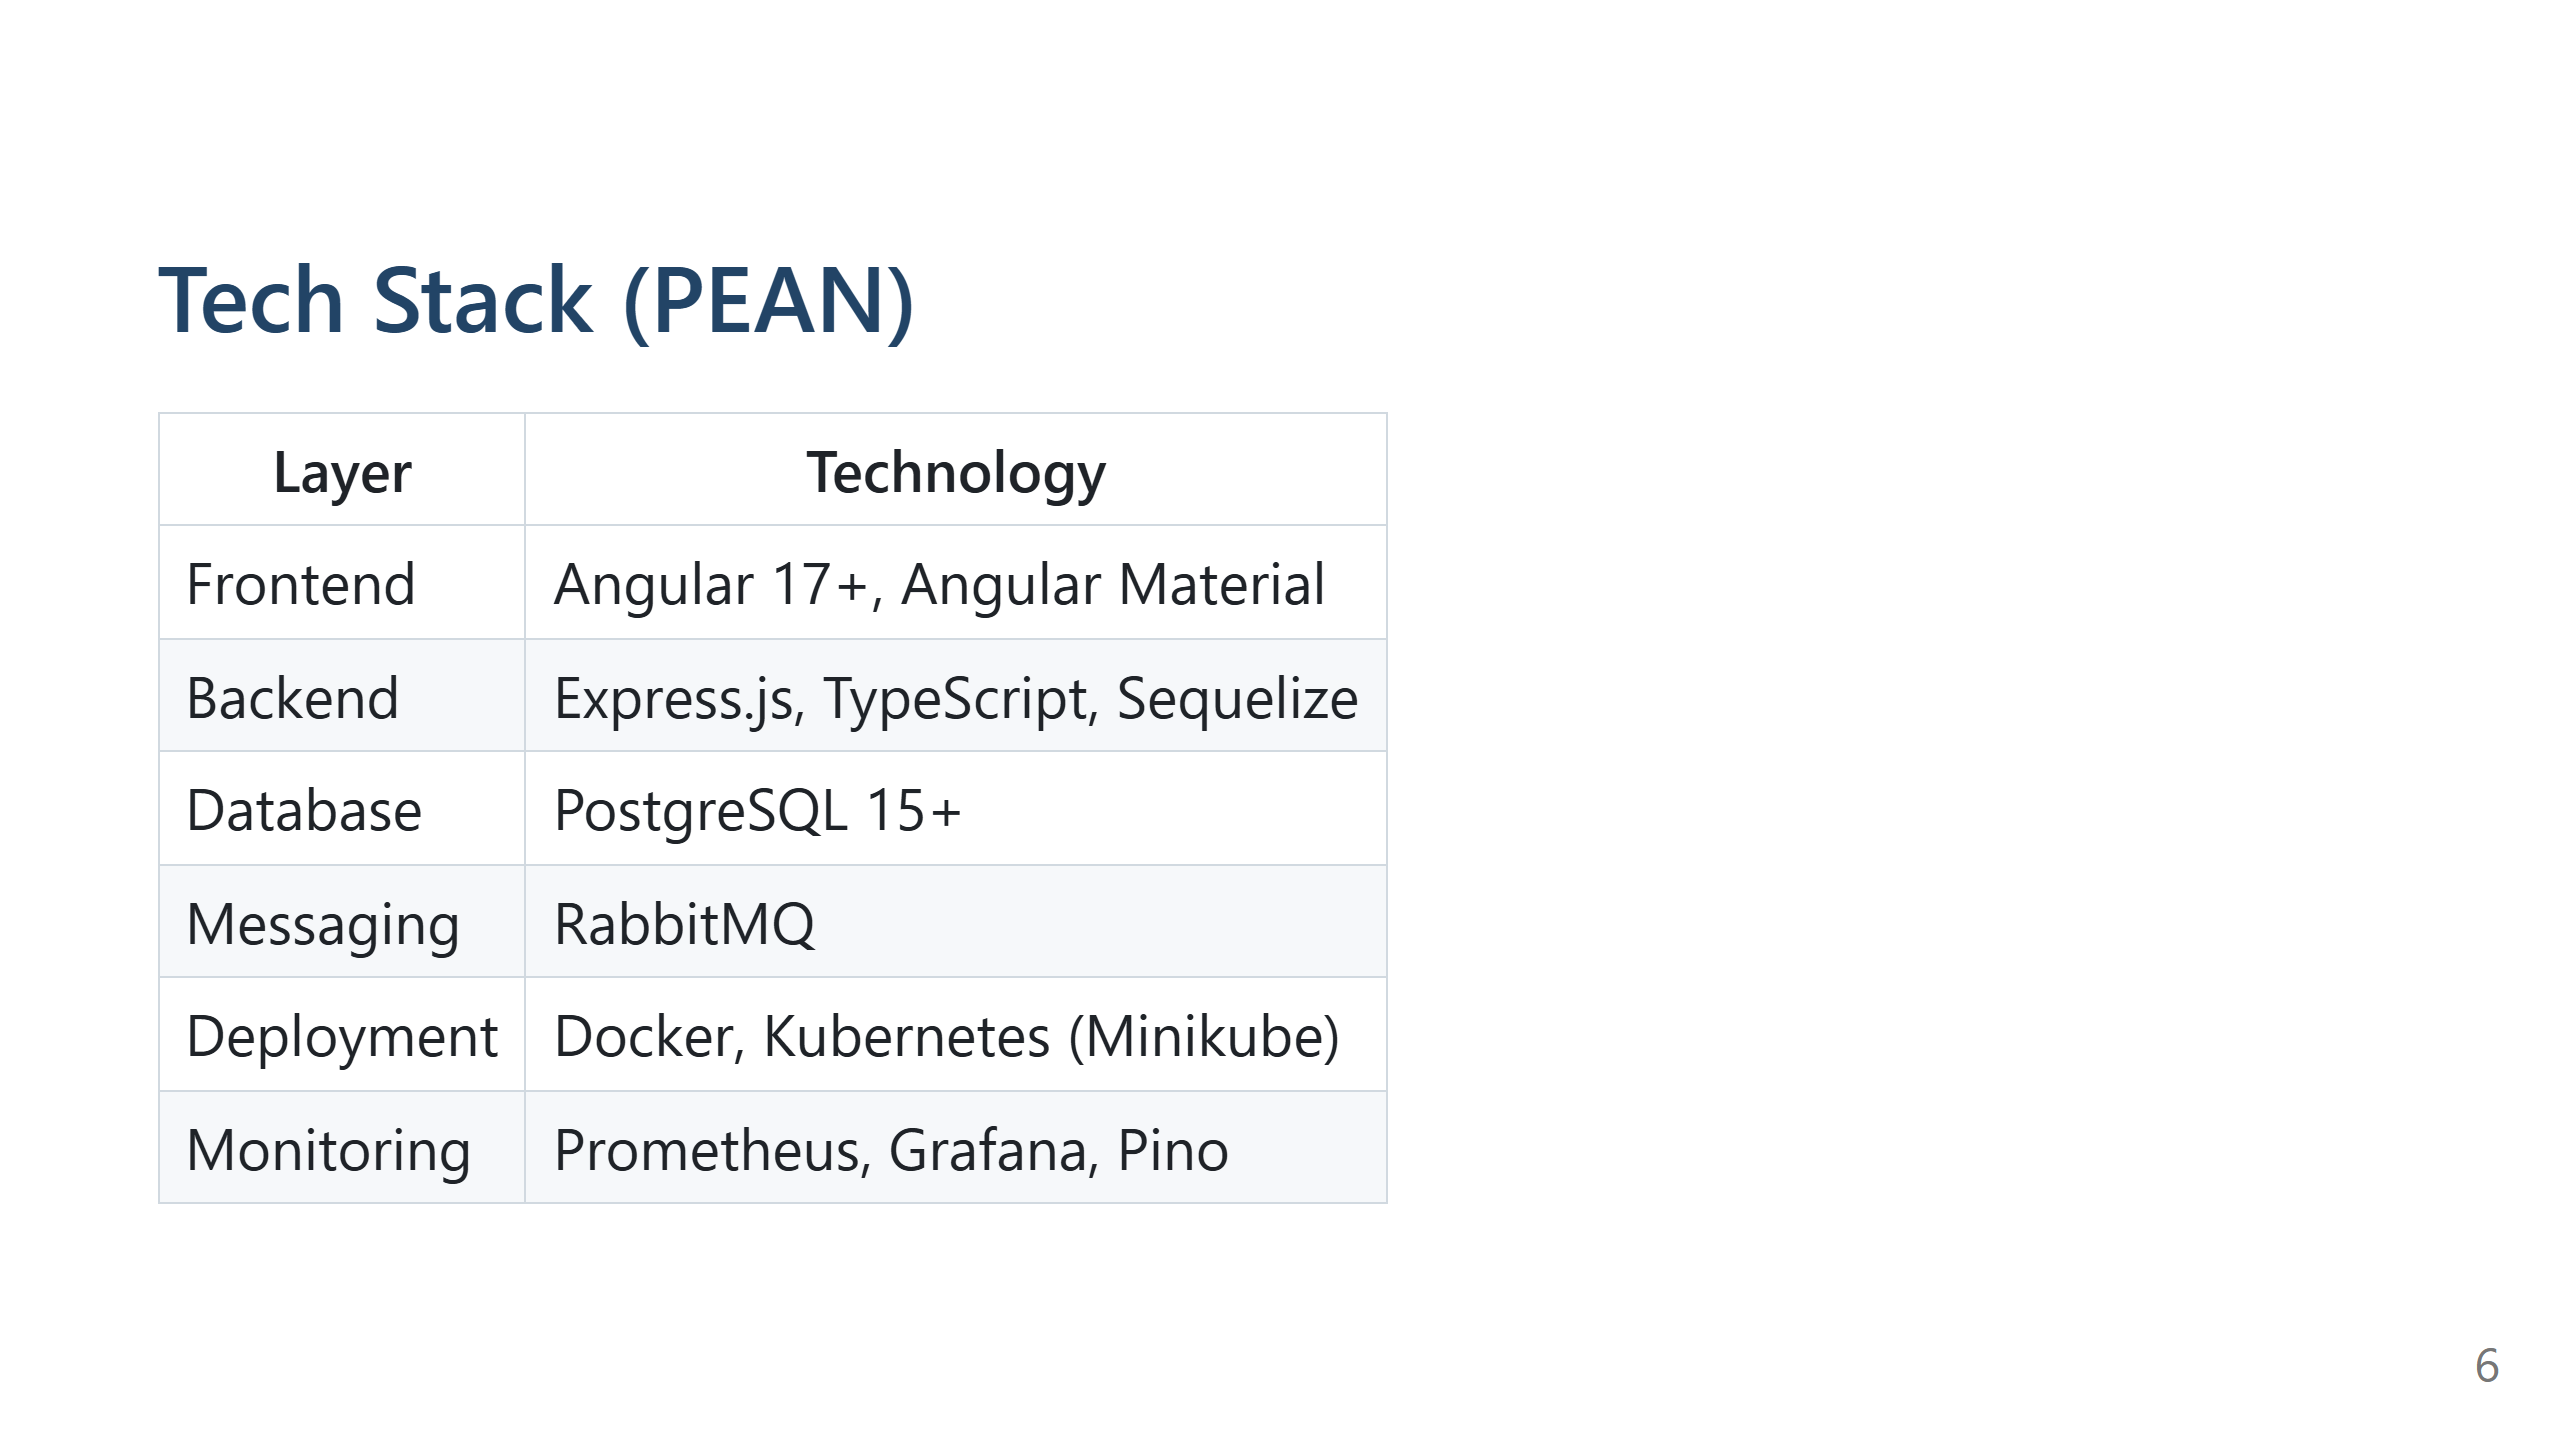 Tech Stack (PEAN)
Layer Technology
Frontend Angular 17+, Angular Material
Backend Express.js, TypeScript, Sequelize
Database PostgreSQL 15+
Messaging RabbitMQ
Deployment Docker, Kubernetes (Minikube)
Monitoring Prometheus, Grafana, Pino
6